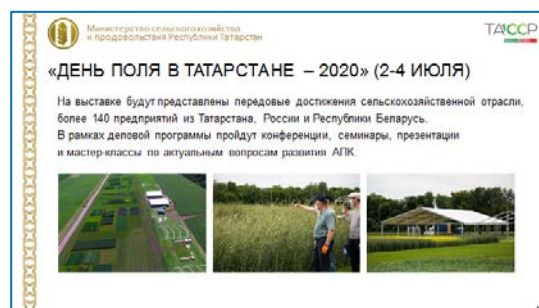 Министерство сельского хозяйства
и продовольствия Республики Татарстан
ТАССР
«ДЕНЬ ПОЛЯ В ТАТАРСТАНЕ – 2020» (2-4 ИЮЛЯ)
На выставке будут представлены передовые достижения сельскохозяйственной отрасли,
более 140 предприятий из Татарстана, России и Республики Беларусь.
В рамках деловой программы пройдут конференции, семинары, презентации
и мастер-классы по актуальным вопросам развития АПК.